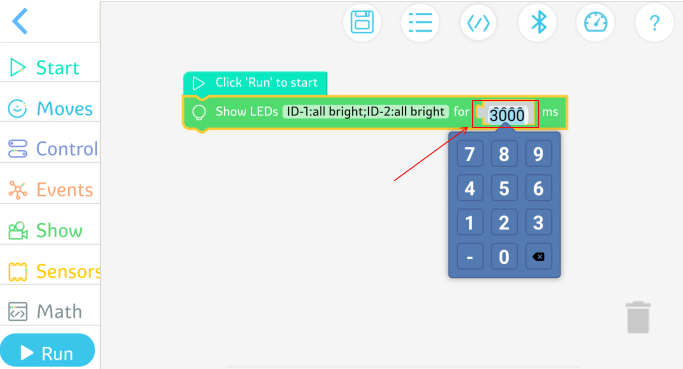 ?
Start
Moves
Control
Events
Show
Sensors
Math
Run
Click 'Run' to start
Show LEDs ID-1:all bright;ID-2:all bright for 3000 ms
7 8 9
4 5 6
1 2 3
- 0